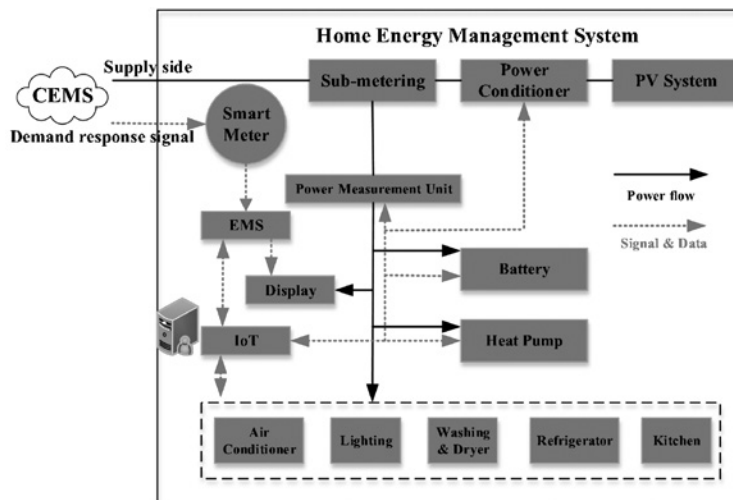 Home Energy Management System
Supply side
CEMS
Demand response signal
Smart
Meter
Sub-metering
Power
Conditioner
PV System
Power Measurement Unit
Power flow
Signal & Data
EMS
Display
Battery
IoT
Heat Pump
Air
Conditioner
Lighting
Washing
& Dryer
Refrigerator
Kitchen